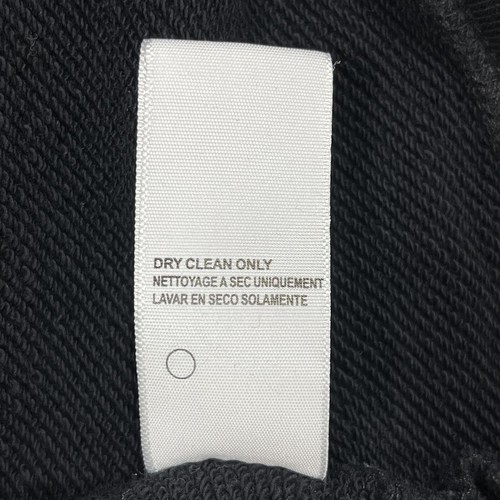 DRY CLEAN ONLY
NETTOYAGE A SEC UNIQUEMENT
LAVAR EN SECO SOLAMENTE